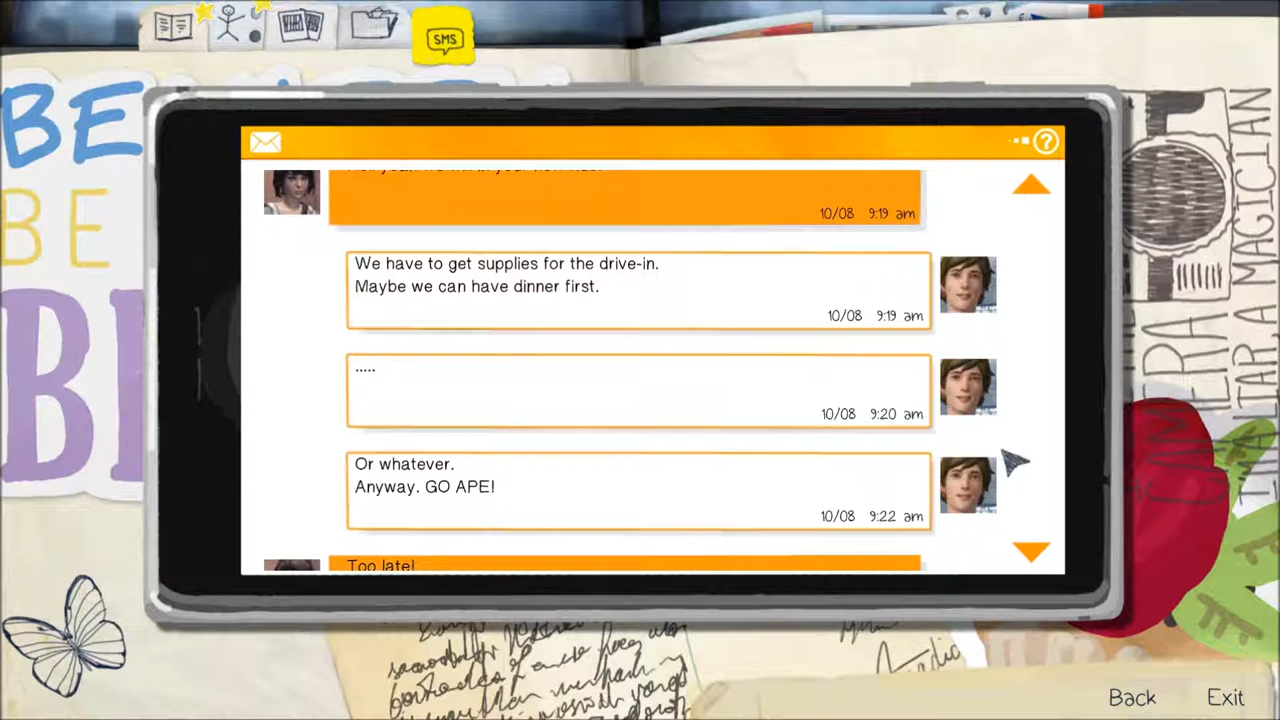 SMS
10/08 9:19 am
We have to get supplies for the drive-in.
Maybe we can have dinner first.
10/08 9:19 am
.....
10/08 9:20 am
Or whatever.
Anyway. GO APE!
10/08 9:22 am
Too late!
BE
BE
MAGICIAN
Back
Exit